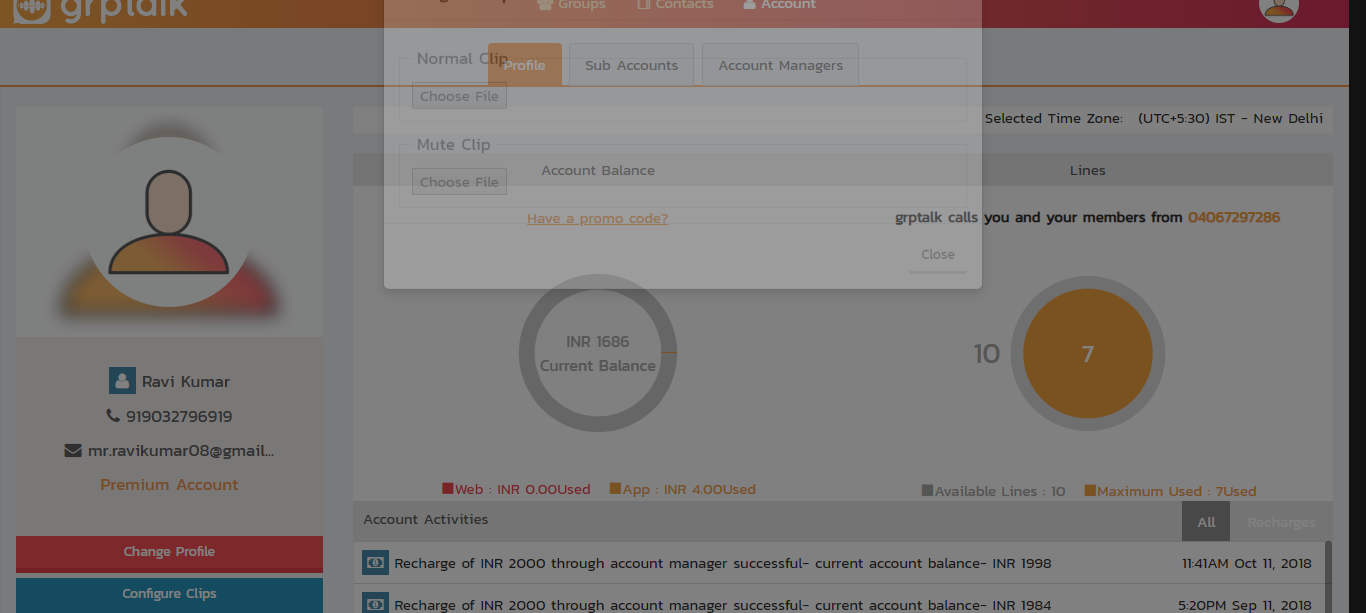 grptalk
Groups
Contacts
Account
Profile
Sub Accounts
Account Managers
Normal Clip
Choose File
Mute Clip
Choose File
Close
Selected Time Zone: (UTC+5:30) IST - New Delhi
Account Balance
Lines
Have a promo code?
grptalk calls you and your members from 04067297286
INR 1686
Current Balance
10
7
Web : INR 0.00Used
App : INR 4.00Used
Available Lines : 10
Maximum Used : 7Used
Ravi Kumar
919032796919
mr.ravikumar08@gmail...
Premium Account
Change Profile
Configure Clips
Account Activities
All
Recharges
Recharge of INR 2000 through account manager successful- current account balance- INR 1998
11:41AM Oct 11, 2018
Recharge of INR 2000 through account manager successful- current account balance- INR 1984
5:20PM Sep 11, 2018